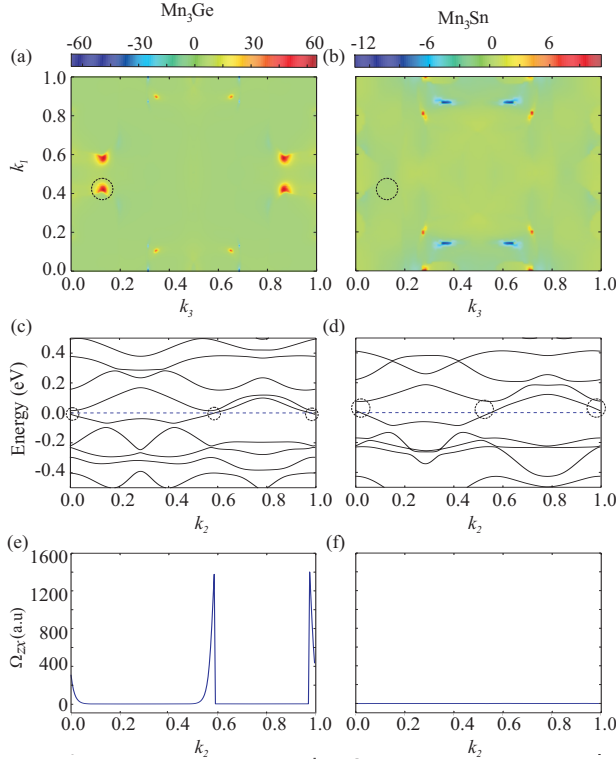 Mn3Ge
Mn3Sn
-60 -30 0 30 60
-12 -6 0 6
(a)
(b)
1.0
0.8
0.6
0.4
0.2
0.0
k1
0.0 0.2 0.4 0.6 0.8 1.0
0.2 0.4 0.6 0.8 1.0
k3
k3
(c)
(d)
0.4
0.2
0.0
-0.2
-0.4
Energy (eV)
0.0 0.2 0.4 0.6 0.8 1.0
0.2 0.4 0.6 0.8 1.0
k2
k2
(e)
(f)
1600
1200
800
400
0
ΩZX(a.u)
0.0 0.2 0.4 0.6 0.8 1.0
0.2 0.4 0.6 0.8 1.0
k2
k2